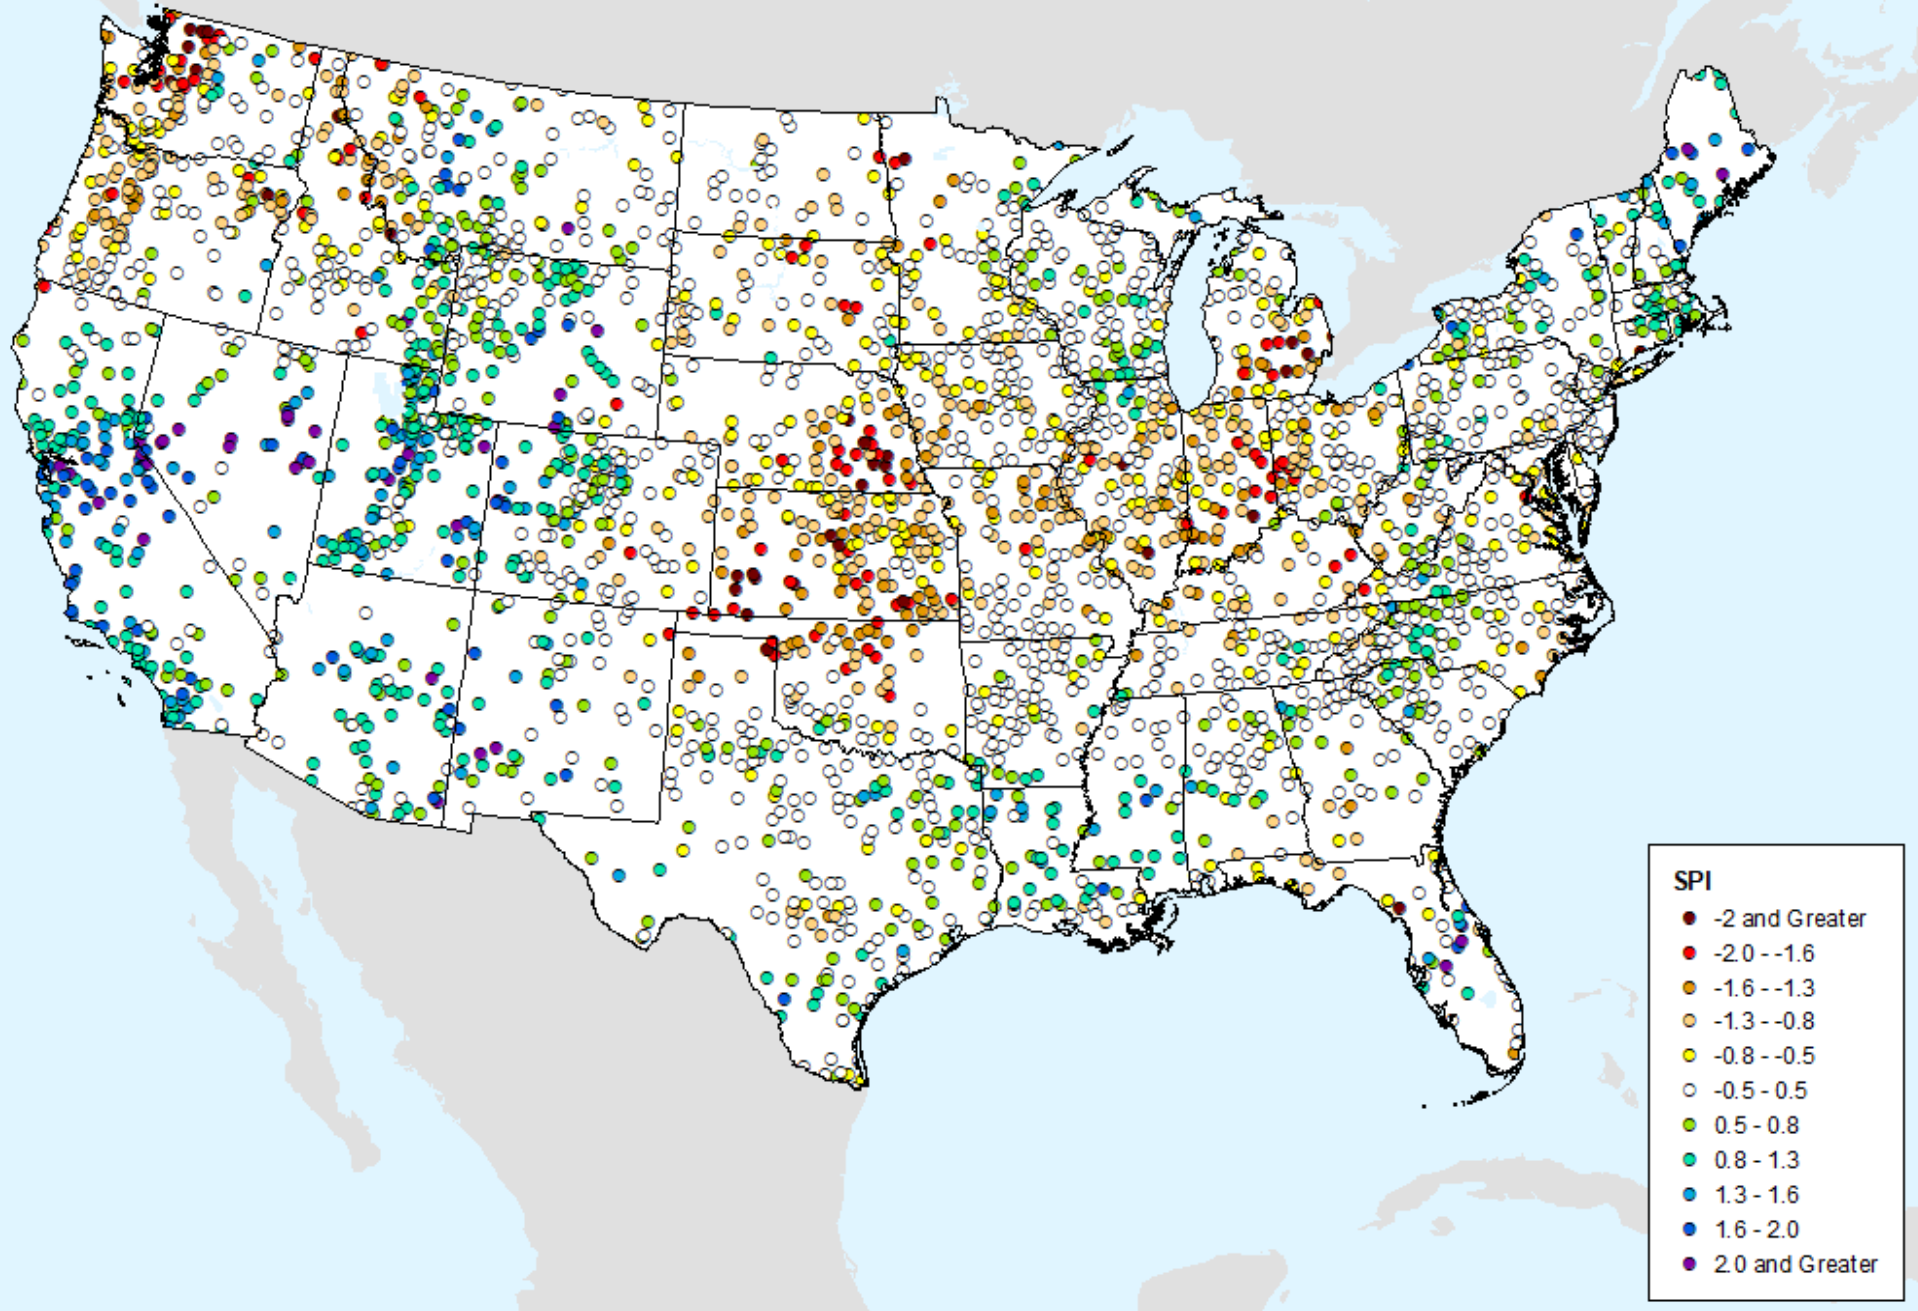 SPI
-2 and Greater
-2.0 - -1.6
-1.6 - -1.3
-1.3 - -0.8
-0.8 - -0.5
-0.5 - 0.5
0.5 - 0.8
0.8 - 1.3
1.3 - 1.6
1.6 - 2.0
2.0 and Greater